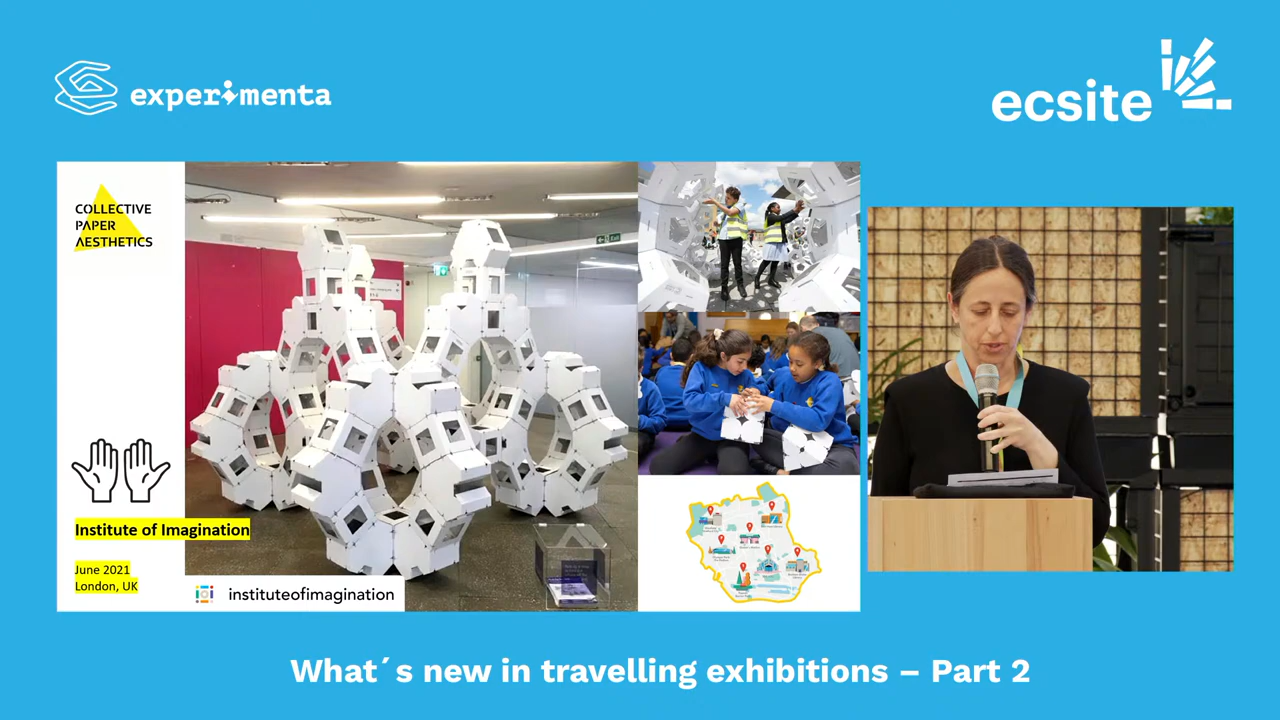 experimenta
ecsite
COLLECTIVE
PAPER
AESTHETICS
Institute of Imagination
June 2021
London, UK
instituteofimagination
What´s new in travelling exhibitions – Part 2